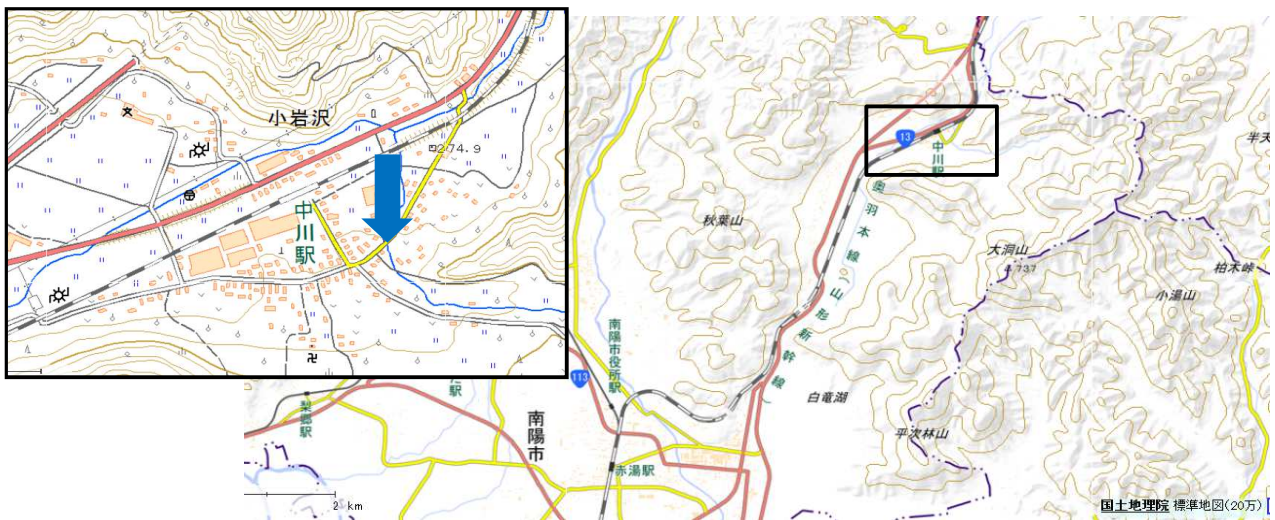 小岩沢
274.9
中川駅
13
中川駅
奥羽本線(山形新幹線)
秋葉山
大洞山
737
半天
柏木峠
小湯山
南陽市役所駅
113
白竜湖
平次林山
梨郷駅
た駅
南陽市
赤湯駅
2 km
国土地理院 標準地図(20万)